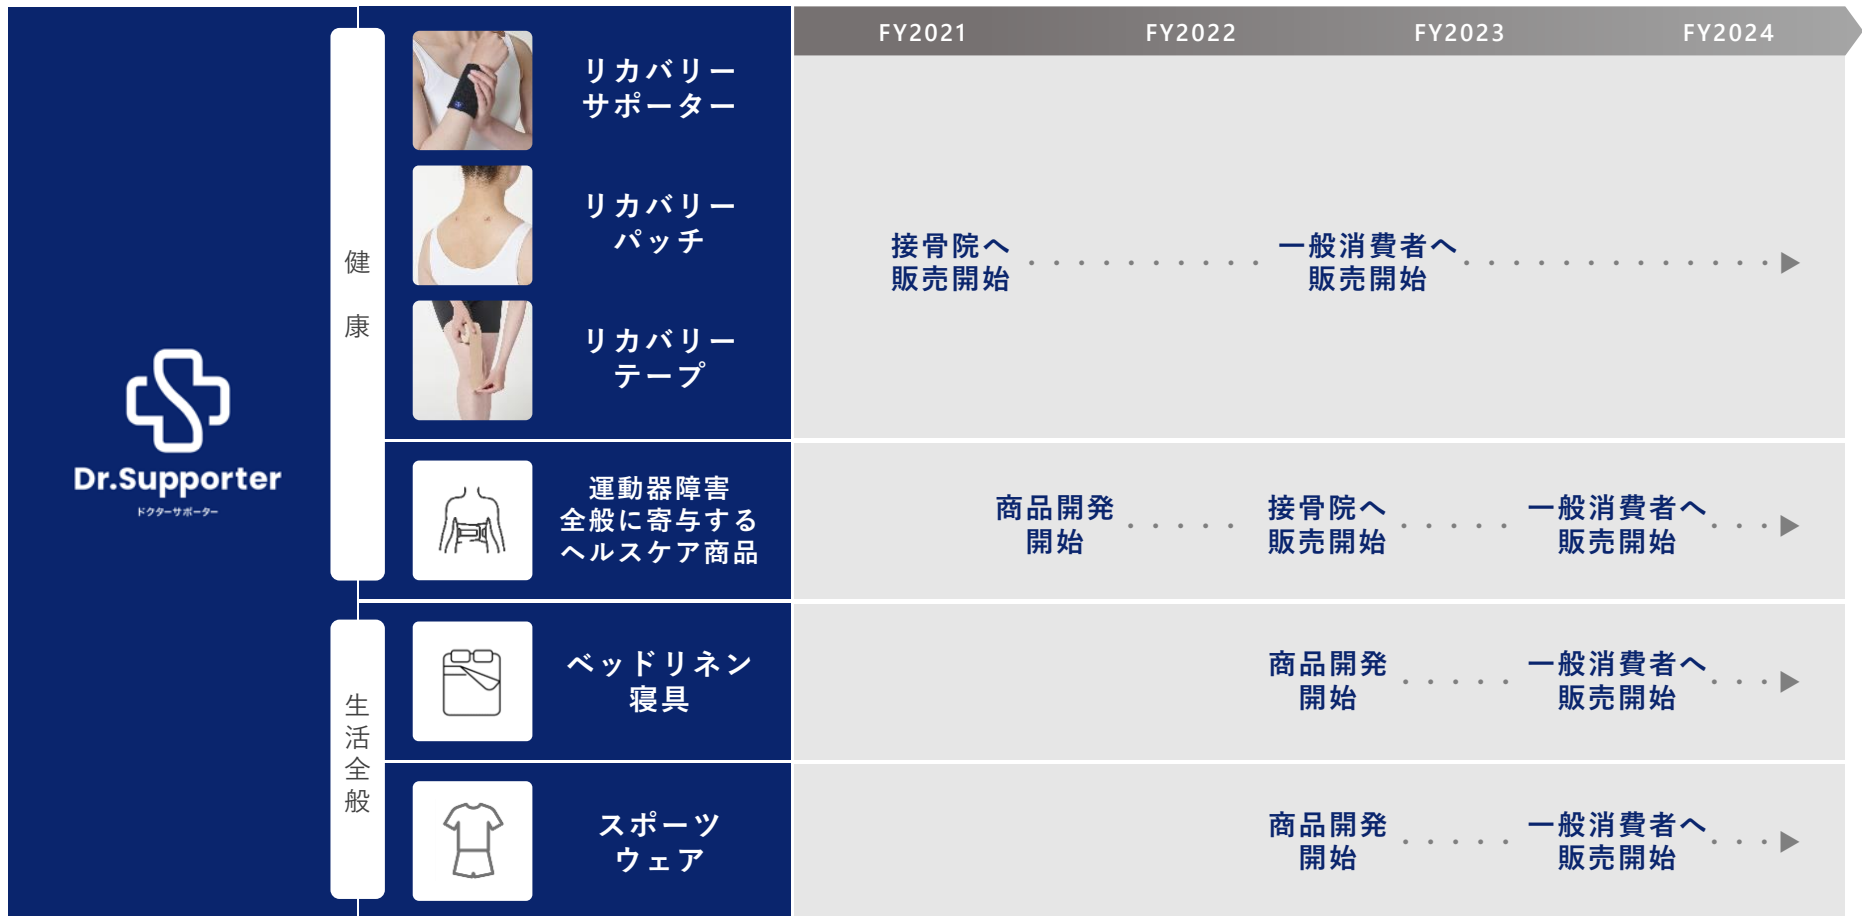 FY2021
FY2022
FY2023
FY2024
Dr.Supporter
ドクターサポーター
健康
リカバリー
サポーター
リカバリー
パッチ
リカバリー
テープ
接骨院へ
販売開始
一般消費者へ
販売開始
運動器障害
全般に寄与する
ヘルスケア商品
商品開発
開始
接骨院へ
販売開始
一般消費者へ
販売開始
生活全般
ベッドリネン
寝具
商品開発
開始
一般消費者へ
販売開始
スポーツ
ウェア
商品開発
開始
一般消費者へ
販売開始